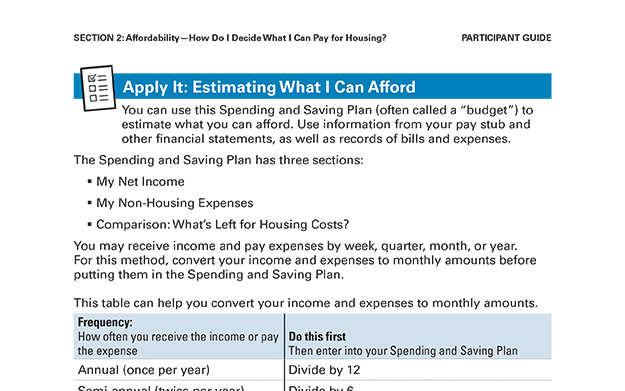 SECTION 2: Affordability—How Do I Decide What I Can Pay for Housing? PARTICIPANT GUIDE
Apply It: Estimating What I Can Afford
You can use this Spending and Saving Plan (often called a “budget”) to
estimate what you can afford. Use information from your pay stub and
other financial statements, as well as records of bills and expenses.
The Spending and Saving Plan has three sections:
▪ My Net Income
▪ My Non-Housing Expenses
▪ Comparison: What’s Left for Housing Costs?
You may receive income and pay expenses by week, quarter, month, or year.
For this method, convert your income and expenses to monthly amounts before
putting them in the Spending and Saving Plan.
This table can help you convert your income and expenses to monthly amounts.
Frequency:
How often you receive the income or pay
the expense
Do this first
Then enter into your Spending and Saving Plan
Annual (once per year) Divide by 12
Semi-annual (twice per year) Divide by 6